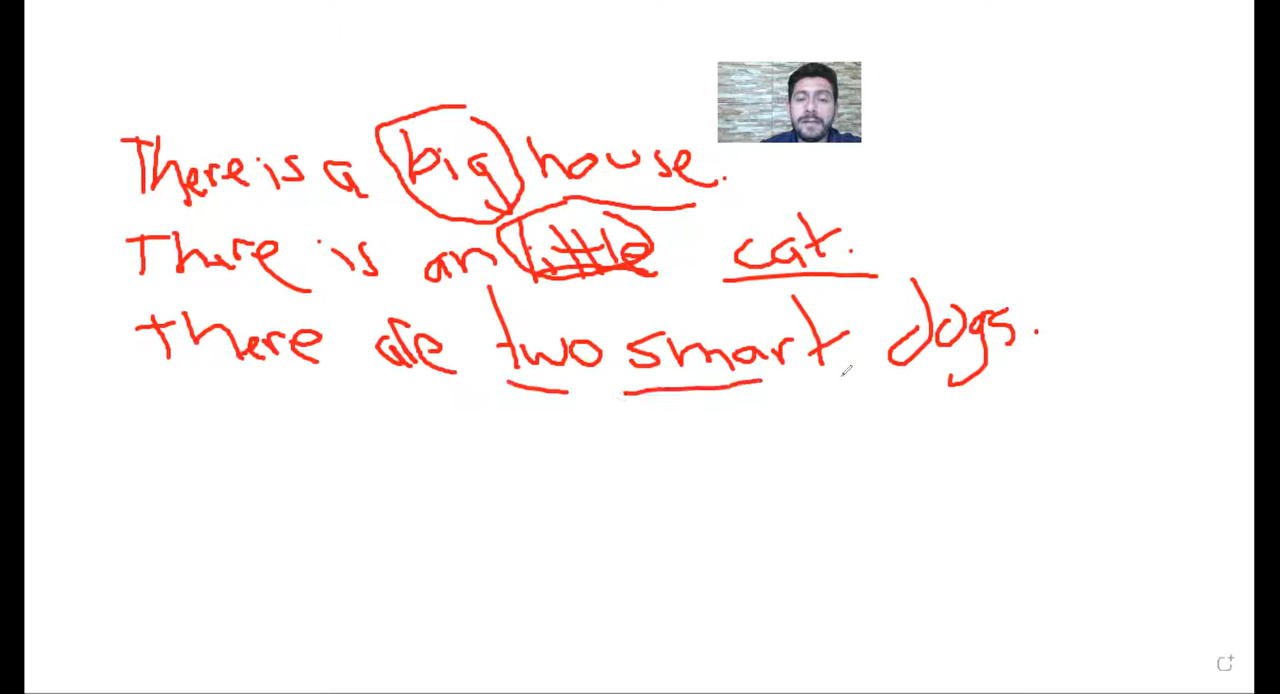 There is a big house.
There is an little cat.
there are two smart dogs.